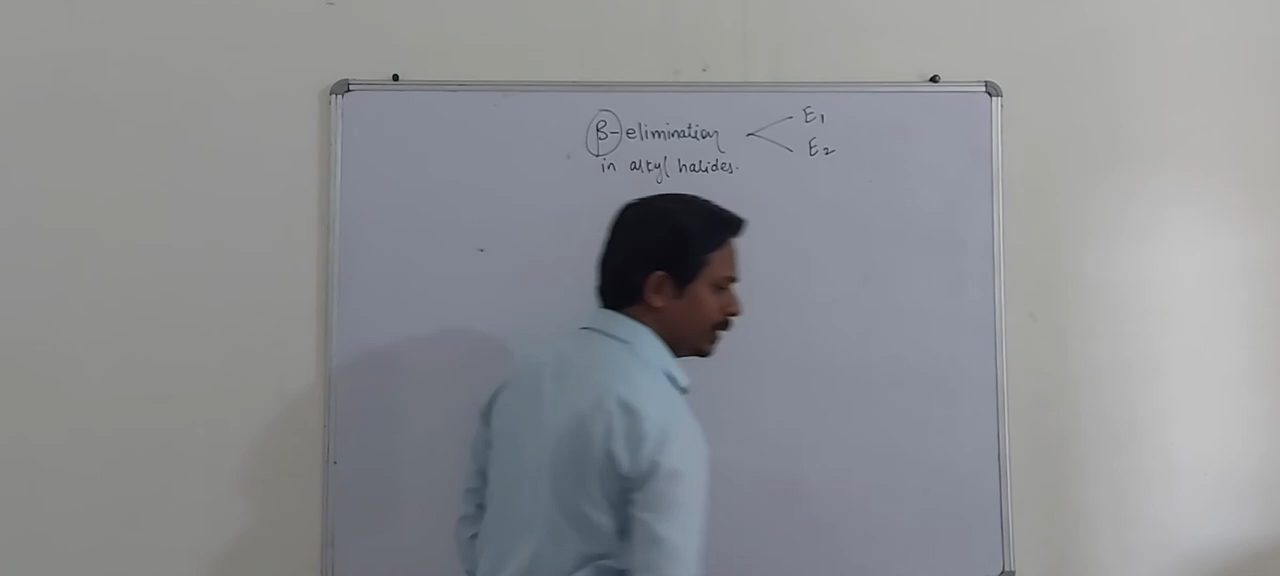 β-elimination
in alkyl halides.
E₁
E₂